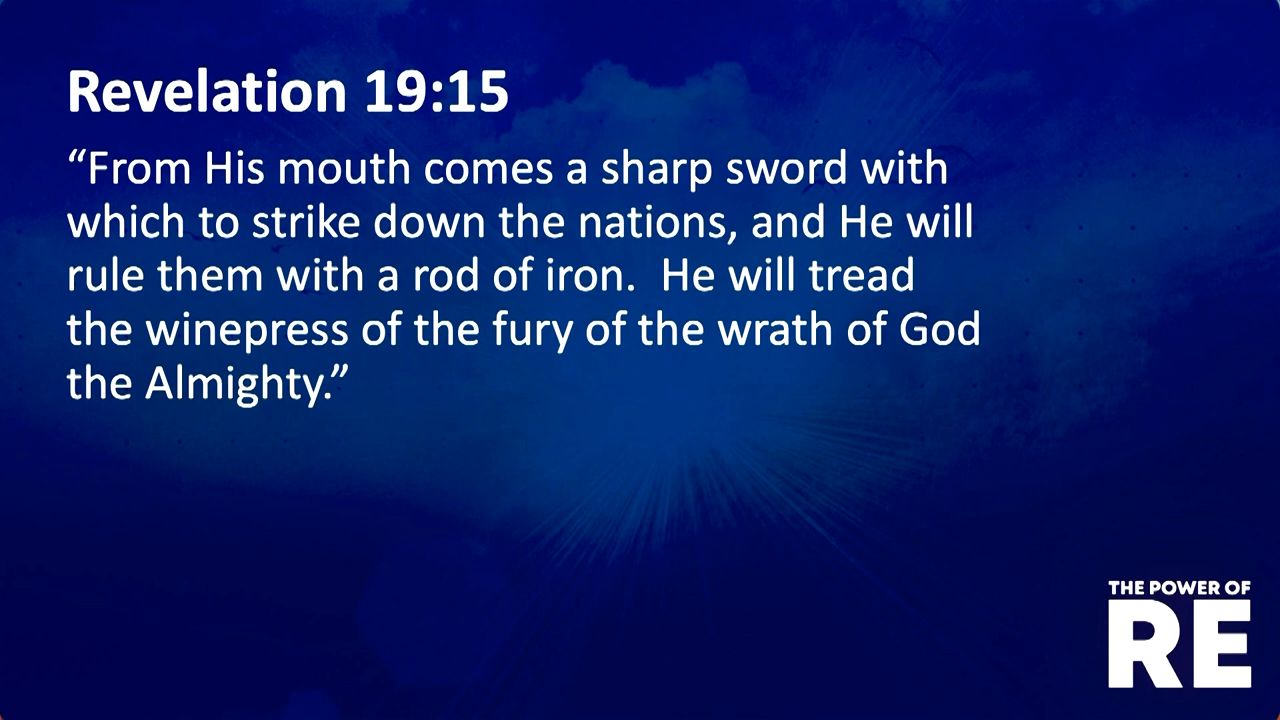 Revelation 19:15
“From His mouth comes a sharp sword with
which to strike down the nations, and He will
rule them with a rod of iron.  He will tread
the winepress of the fury of the wrath of God
the Almighty.”
THE POWER OF
RE